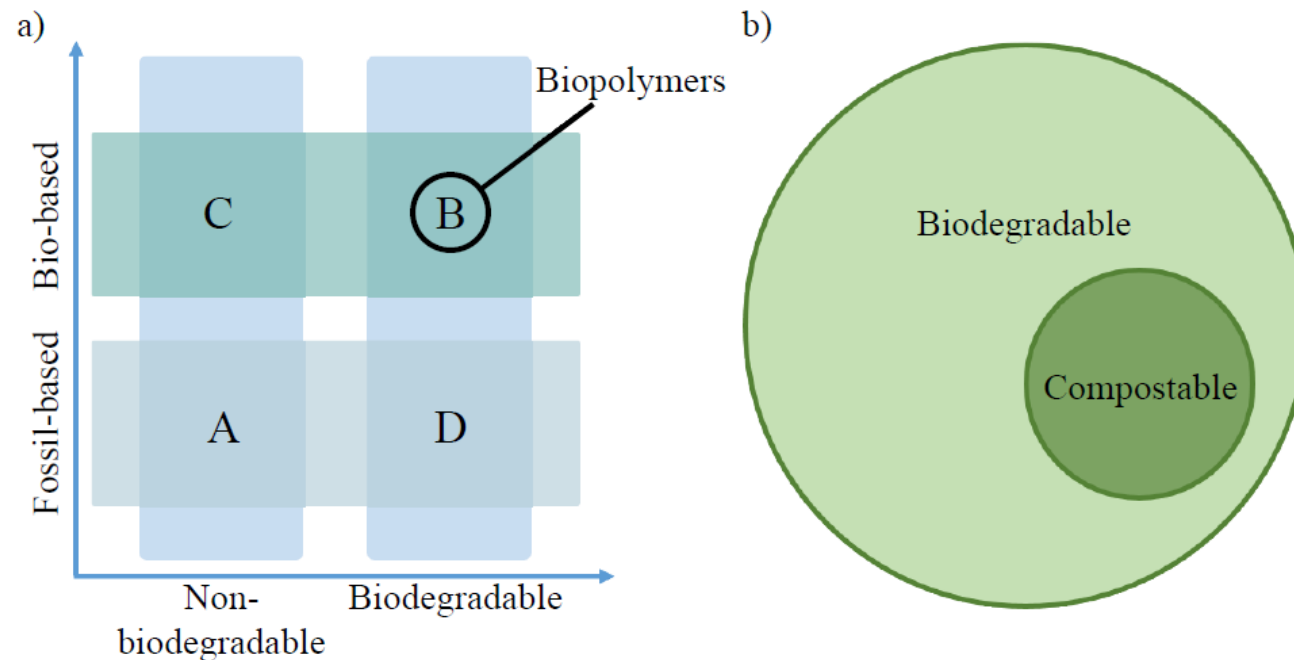 a)
Biopolymers
Bio-based
C
B
Fossil-based
A
D
Non-
biodegradable
Biodegradable
b)
Biodegradable
Compostable